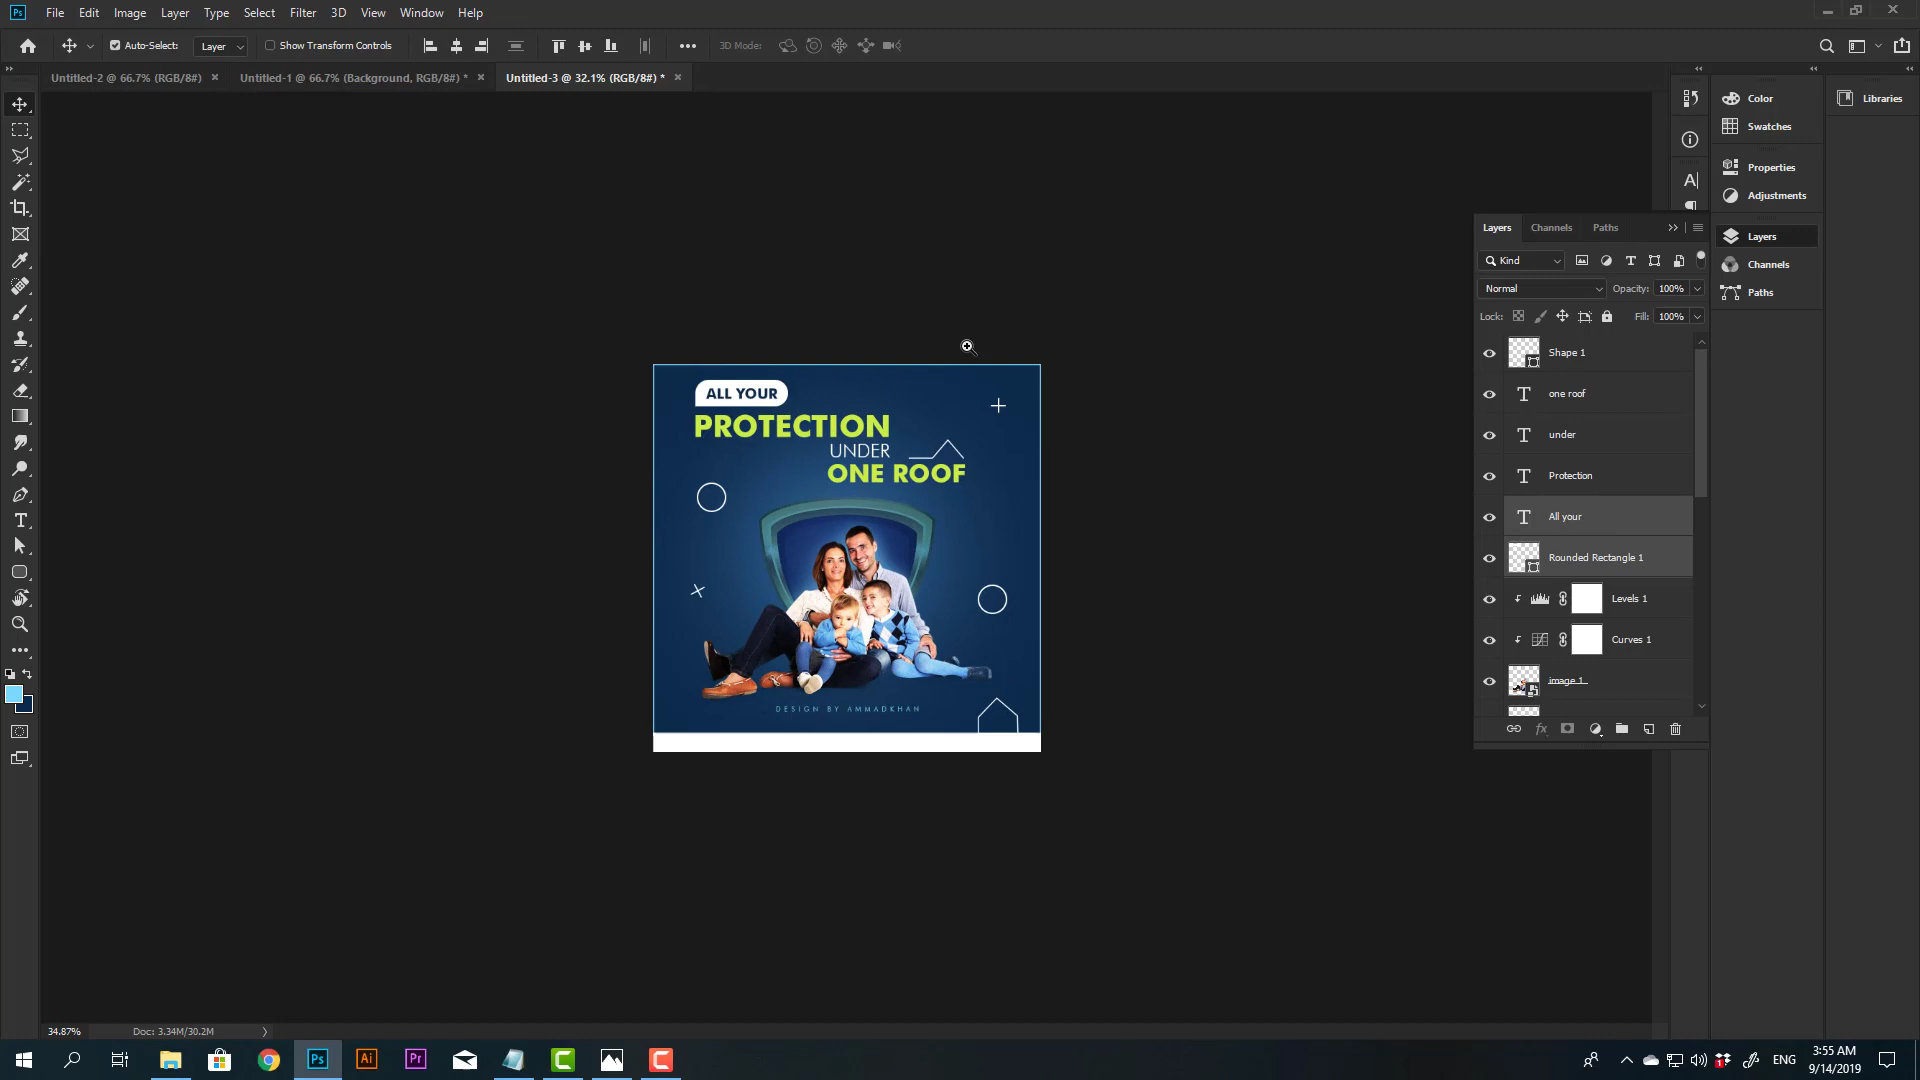 Ps File Edit Image Layer Type Select Filter 3D View Window Help
Auto-Select: Layer Show Transform Controls 3D Mode:
Untitled-2 @ 66.7% (RGB/8#) × Untitled-1 @ 66.7% (Background, RGB/8#) * × Untitled-3 @ 32.1% (RGB/8#) * ×
Color
Swatches
Properties
Adjustments
Layers
Channels
Paths
Libraries
Layers Channels Paths
Kind
Normal Opacity: 100%
Lock: Fill: 100%
Shape 1
one roof
under
Protection
All your
Rounded Rectangle 1
Levels 1
Curves 1
image 1
ALL YOUR
PROTECTION
UNDER
ONE ROOF
DESIGN BY AMMADKHAN
34.87% Doc: 3.34M/30.2M
Ps Ai Pr
ENG
3:55 AM
9/14/2019